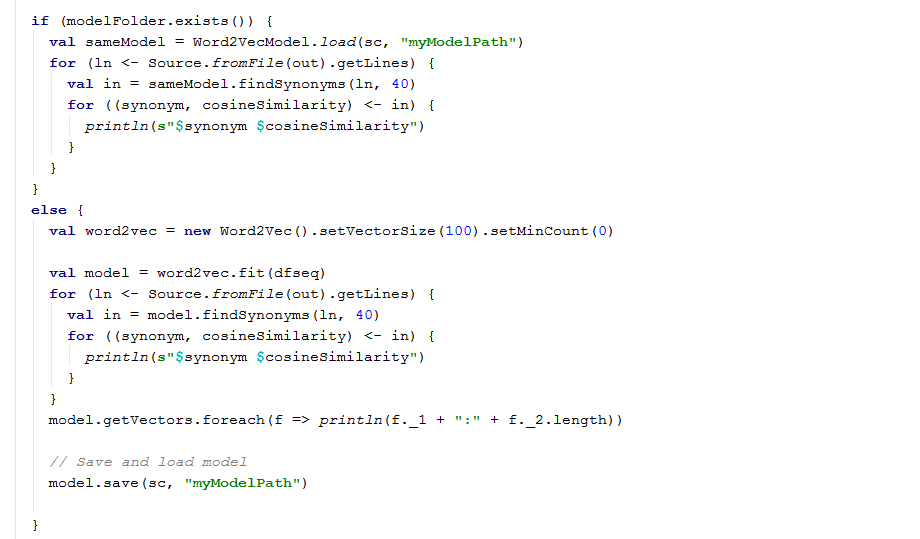 if (modelFolder.exists()) {
  val sameModel = Word2VecModel.load(sc, "myModelPath")
  for (ln <- Source.fromFile(out).getLines) {
    val in = sameModel.findSynonyms(ln, 40)
    for ((synonym, cosineSimilarity) <- in) {
      println(s"$synonym $cosineSimilarity")
    }
  }
}
else {
  val word2vec = new Word2Vec().setVectorSize(100).setMinCount(0)

  val model = word2vec.fit(dfseq)
  for (ln <- Source.fromFile(out).getLines) {
    val in = model.findSynonyms(ln, 40)
    for ((synonym, cosineSimilarity) <- in) {
      println(s"$synonym $cosineSimilarity")
    }
  }
  model.getVectors.foreach(f => println(f._1 + ":" + f._2.length))

  // Save and load model
  model.save(sc, "myModelPath")

}